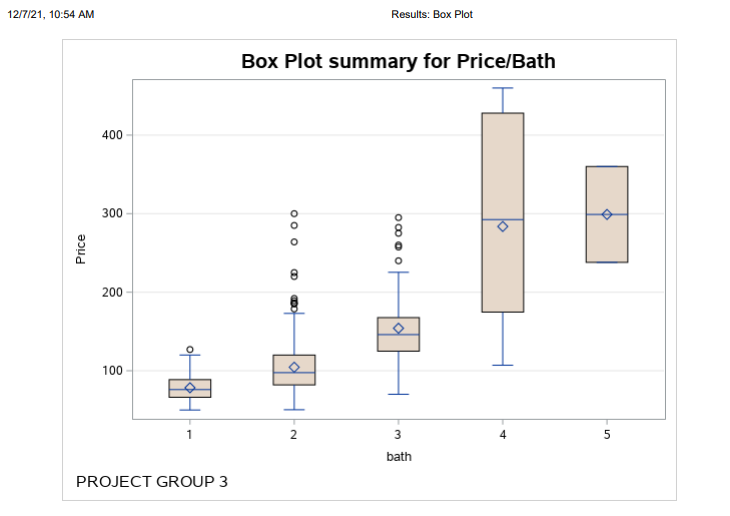 12/7/21, 10:54 AM Results: Box Plot
Box Plot summary for Price/Bath
400
300
200
100
Price
1 2 3 4 5
bath
PROJECT GROUP 3